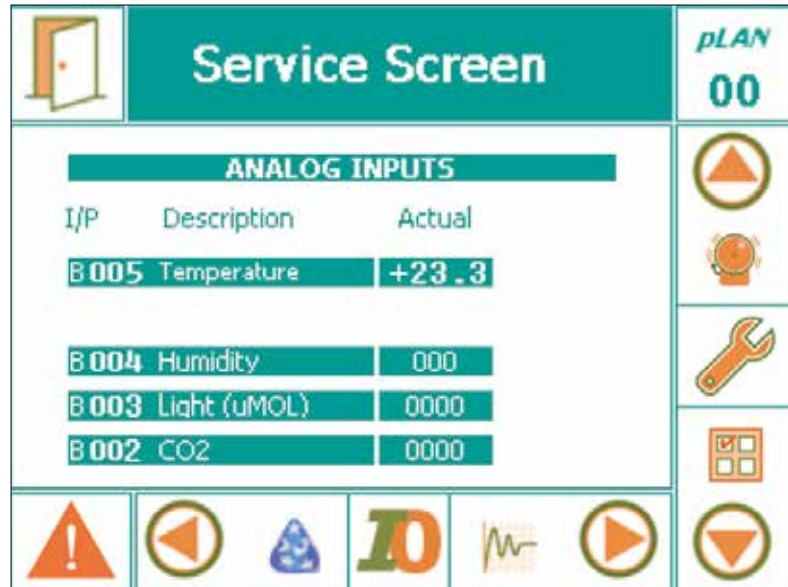 Service Screen
pLAN
00
ANALOG INPUTS
I/P Description Actual
B005 Temperature +23.3
B004 Humidity 000
B003 Light (uMOL) 0000
B002 CO2 0000
IO